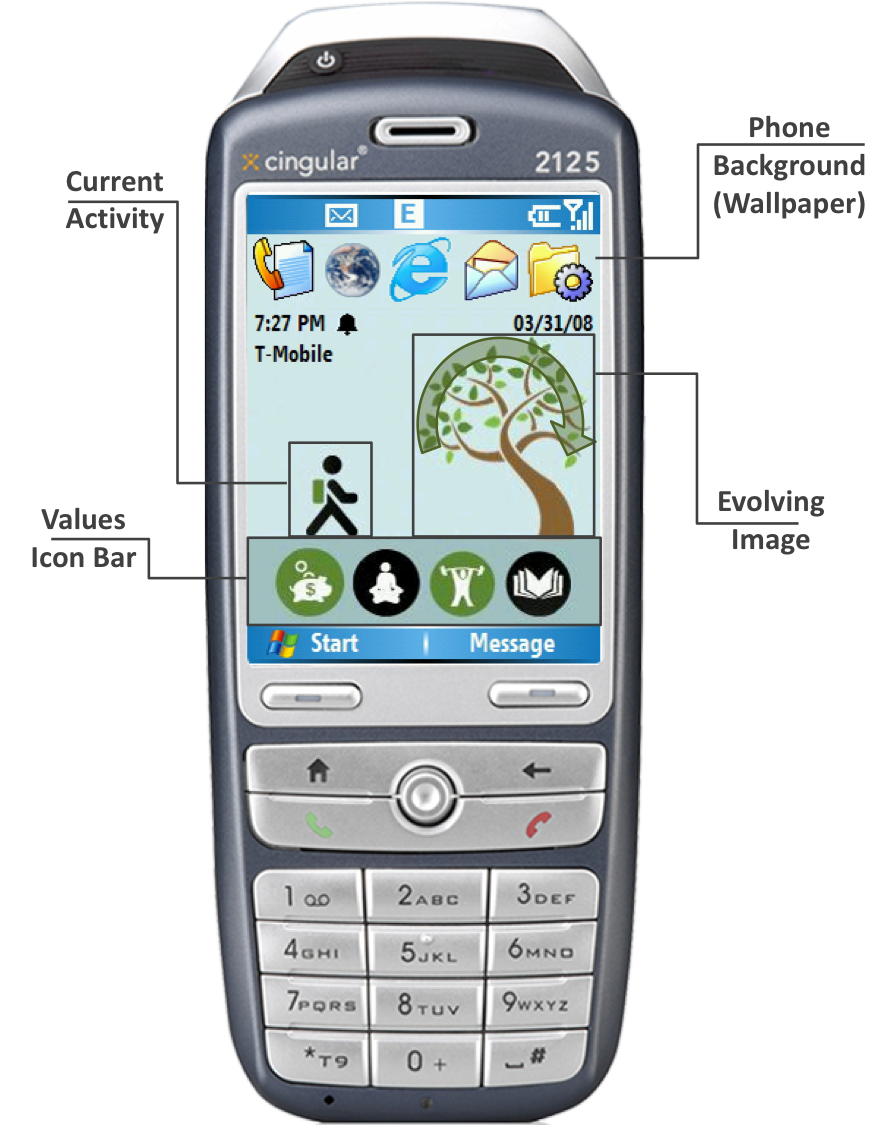 cingular®
2125
Phone
Background
(Wallpaper)
Current
Activity
E
7:27 PM
03/31/08
T-Mobile
Evolving
Image
Values
Icon Bar
$
Start
Message
1
2ABC
3DEF
4GHI
5JKL
6MNO
7PQRS
8TUV
9WXYZ
*T9
0 +
#